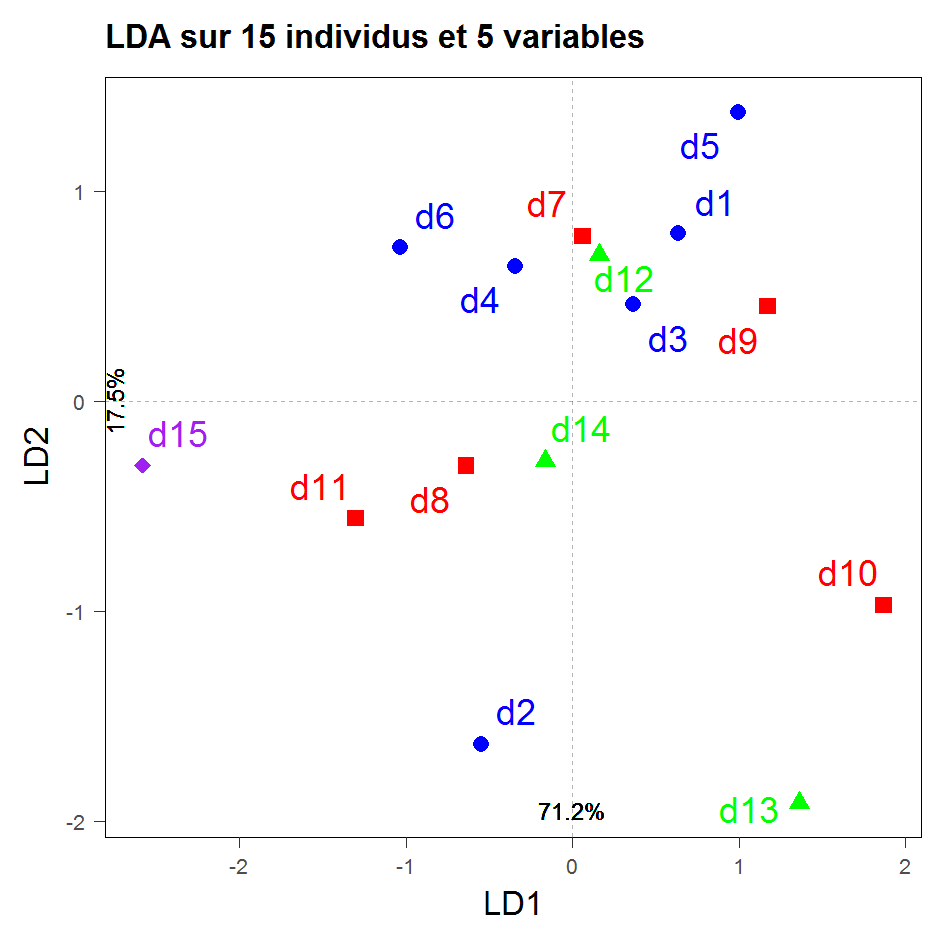 LDA sur 15 individus et 5 variables
d5
d7
d1
d6
1
d12
d4
d3
d9
17.5%
0
d15
d14
LD2
d11
d8
d10
-1
d2
71.2%
d13
-2
-2
-1
0
1
2
LD1